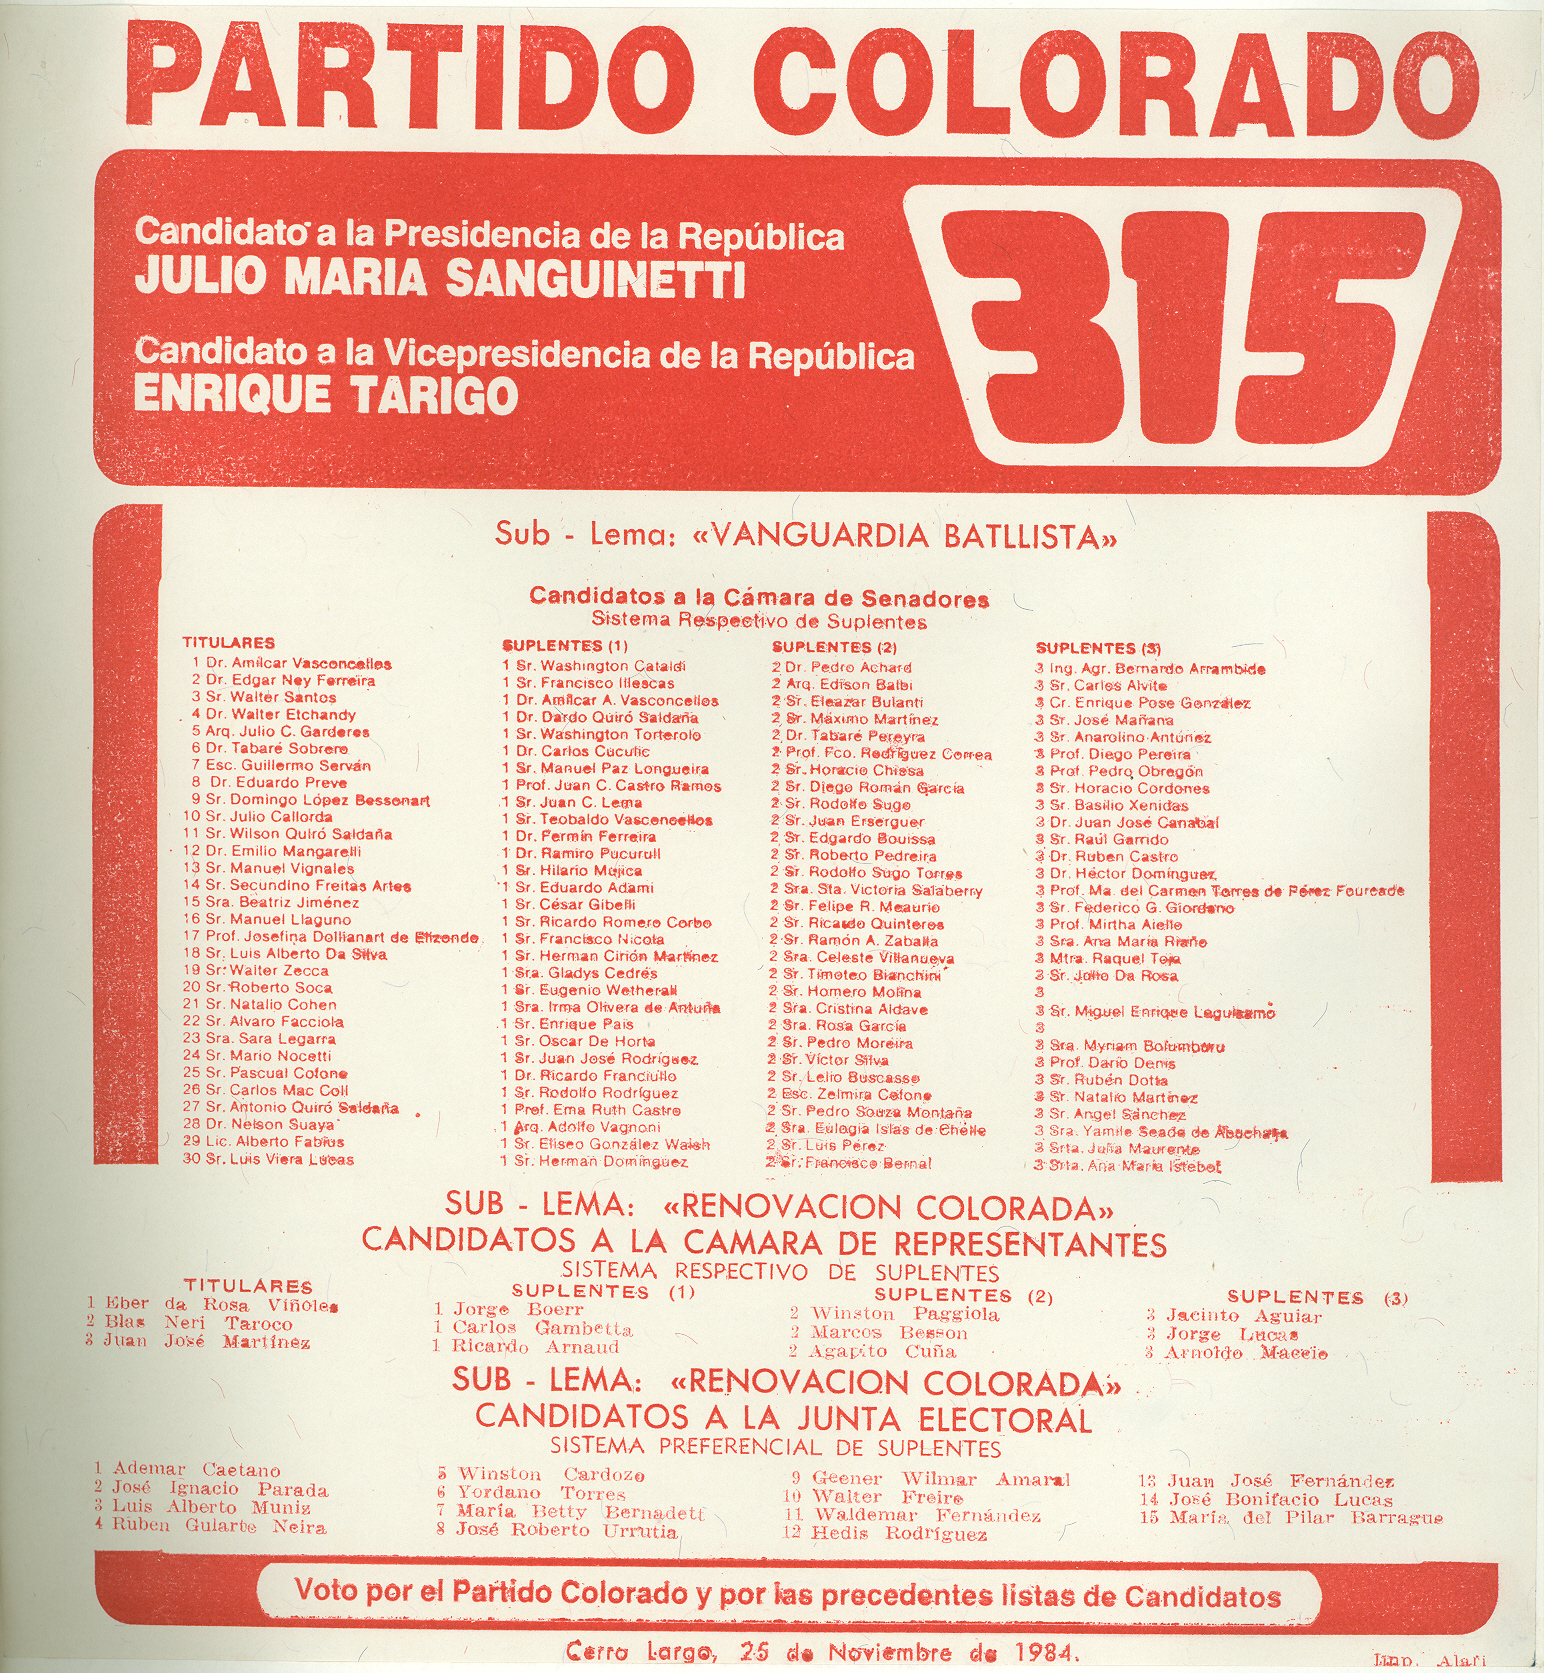 PARTIDO COLORADO
Candidato a la Presidencia de la República
JULIO MARIA SANGUINETTI
Candidato a la Vicepresidencia de la República
ENRIQUE TARIGO
315
Sub - Lema: «VANGUARDIA BATLLISTA»
Candidatos a la Cámara de Senadores
Sistema Respectivo de Suplentes
TITULARES
1 Dr. Amílcar Vasconcellos
2 Dr. Edgar Ney Ferreira
3 Sr. Walter Santos
4 Dr. Walter Etchandy
5 Arq. Julio C. Garderes
6 Dr. Tabaré Sobrero
7 Esc. Guillermo Serván
8 Dr. Eduardo Preve
9 Sr. Domingo López Bessonart
10 Sr. Julio Callorda
11 Sr. Wilson Quiró Saldaña
12 Dr. Emilio Mangarelli
13 Sr. Manuel Vignales
14 Sr. Secundino Freitas Artes
15 Sra. Beatriz Jiménez
16 Sr. Manuel Llaguno
17 Prof. Josefina Dollianart de Elizondo
18 Sr. Luis Alberto Da Silva
19 Sr. Walter Zecca
20 Sr. Roberto Soca
21 Sr. Natalio Cohen
22 Sr. Alvaro Facciola
23 Sra. Sara Legarra
24 Sr. Mario Nocetti
25 Sr. Pascual Cofone
26 Sr. Carlos Mac Coll
27 Sr. Antonio Quiró Saldaña
28 Dr. Nelson Suaya
29 Lic. Alberto Fabius
30 Sr. Luis Viera Lucas
SUPLENTES (1)
1 Sr. Washington Cataldi
1 Sr. Francisco Illescas
1 Dr. Amílcar A. Vasconcellos
1 Dr. Dardo Quiró Saldaña
1 Sr. Washington Torterolo
1 Dr. Carlos Cucullc
1 Sr. Manuel Paz Longueira
1 Prof. Juan C. Castro Ramos
1 Sr. Juan C. Lema
1 Sr. Teobaldo Vasconcellos
1 Dr. Fermín Ferreira
1 Dr. Ramiro Pucurull
1 Sr. Hilario Mujica
1 Sr. Eduardo Adami
1 Sr. César Gibelli
1 Sr. Ricardo Romero Corbo
1 Sr. Francisco Nicola
1 Sr. Herman Cirión Martínez
1 Sra. Gladys Cedrés
1 Sr. Eugenio Wetherall
1 Sra. Irma Olivera de Antuña
1 Sr. Enrique Pais
1 Sr. Oscar De Horta
1 Sr. Juan José Rodríguez
1 Dr. Ricardo Franciullo
1 Sr. Rodolfo Rodríguez
1 Prof. Ema Ruth Castro
1 Arq. Adolfo Vagnoni
1 Sr. Eliseo González Walsh
1 Sr. Herman Domínguez
SUPLENTES (2)
2 Dr. Pedro Achard
2 Arq. Edison Balbi
2 Sr. Eleazar Bulanti
2 Sr. Máximo Martínez
2 Dr. Tabaré Pereyra
2 Prof. Fco. Rodríguez Correa
2 Sr. Horacio Chissa
2 Sr. Diego Román García
2 Sr. Rodolfo Sugo
2 Sr. Juan Erserguer
2 Sr. Edgardo Bouissa
2 Sr. Roberto Pedreira
2 Sr. Rodolfo Sugo Torres
2 Sra. Sta. Victoria Salaberry
2 Sr. Felipe R. Meaurio
2 Sr. Ricardo Quinteros
2 Sr. Ramón A. Zaballa
2 Sra. Celeste Villanueva
2 Sr. Timoteo Bianchini
2 Sr. Homero Molina
2 Sra. Cristina Aldave
2 Sra. Rosa García
2 Sr. Pedro Moreira
2 Sr. Víctor Silva
2 Sr. Lelio Buscasso
2 Esc. Zelmira Cofone
2 Sr. Pedro Souza Montaña
2 Sra. Eulogia Islas de Chelle
2 Sr. Luis Pérez
2 Sr. Francisco Bernal
SUPLENTES (3)
3 Ing. Agr. Bernardo Arrambide
3 Sr. Carlos Alvite
3 Cr. Enrique Pose González
3 Sr. José Mañana
3 Sr. Anarolino Antúnez
3 Prof. Diego Pereira
3 Prof. Pedro Obregón
3 Sr. Horacio Cordones
3 Sr. Basilio Xenidas
3 Dr. Juan José Canabal
3 Sr. Raúl Garrido
3 Dr. Ruben Castro
3 Dr. Héctor Domínguez
3 Prof. Ma. del Carmen Torres de Pérez Fourcade
3 Sr. Federico G. Giordano
3 Prof. Mirtha Aiello
3 Sra. Ana María Riaño
3 Mtra. Raquel Teja
3 Sr. Julio Da Rosa
3
3 Sr. Miguel Enrique Leguisamo
3
3 Sra. Myriam Bolumburu
3 Prof. Darío Denis
3 Sr. Rubén Dotta
3 Sr. Natalio Martínez
3 Sr. Angel Sánchez
3 Sra. Yamile Seade de Abuchaja
3 Srta. Julia Maurente
3 Srta. Ana María Istebot
SUB - LEMA: «RENOVACION COLORADA»
CANDIDATOS A LA CAMARA DE REPRESENTANTES
SISTEMA RESPECTIVO DE SUPLENTES
TITULARES
1 Eber da Rosa Viñoles
2 Blas Neri Taroco
3 Juan José Martínez
SUPLENTES (1)
1 Jorge Boerr
1 Carlos Gambetta
1 Ricardo Arnaud
SUPLENTES (2)
2 Winston Paggiola
2 Marcos Besson
2 Agapito Cuña
SUPLENTES (3)
3 Jacinto Aguiar
3 Jorge Lucas
3 Arnoldo Maccio
SUB - LEMA: «RENOVACION COLORADA»
CANDIDATOS A LA JUNTA ELECTORAL
SISTEMA PREFERENCIAL DE SUPLENTES
1 Ademar Caetano
2 José Ignacio Parada
3 Luis Alberto Muniz
4 Ruben Gularte Neira
5 Winston Cardozo
6 Yordano Torres
7 María Betty Bernadett
8 José Roberto Urrutia
9 Geener Wilmar Amaral
10 Walter Freire
11 Waldemar Fernández
12 Hedis Rodríguez
13 Juan José Fernández
14 José Bonifacio Lucas
15 María del Pilar Barrague
Voto por el Partido Colorado y por las precedentes listas de Candidatos
Cerro Largo, 25 de Noviembre de 1984.
Imp. Alafi